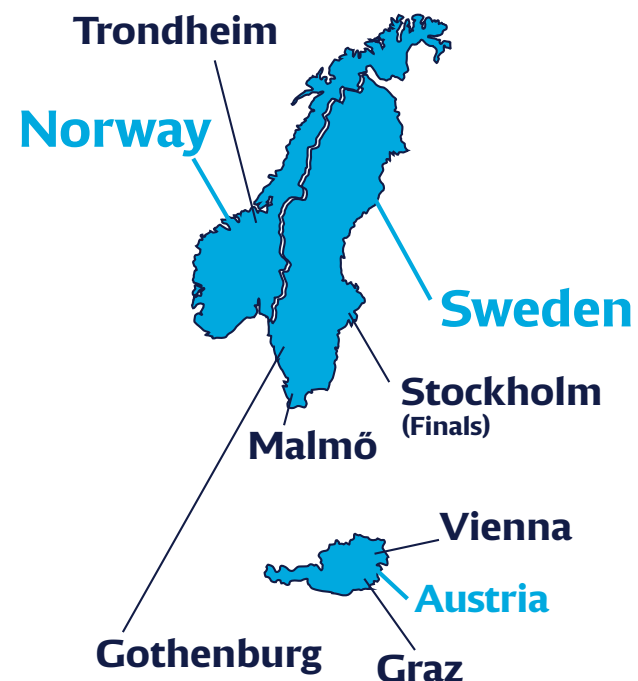 Trondheim
Norway
Sweden
Stockholm
(Finals)
Malmő
Vienna
Austria
Gothenburg
Graz